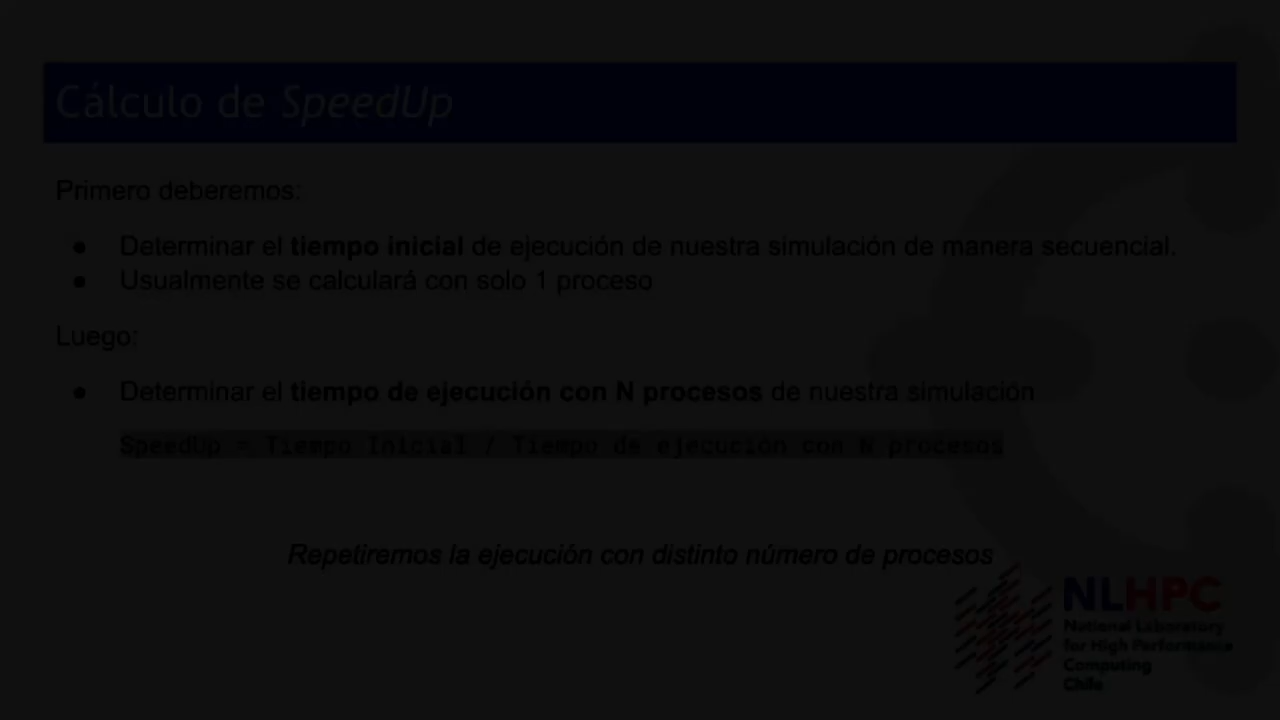 Cálculo de SpeedUp
Primero deberemos:
● Determinar el tiempo inicial de ejecución de nuestra simulación de manera secuencial.
● Usualmente se calculará con solo 1 proceso
Luego:
● Determinar el tiempo de ejecución con N procesos de nuestra simulación
SpeedUp = Tiempo Inicial / Tiempo de ejecución con N procesos
Repetiremos la ejecución con distinto número de procesos
NLHPC
National Laboratory
for High Performance
Computing
Chile